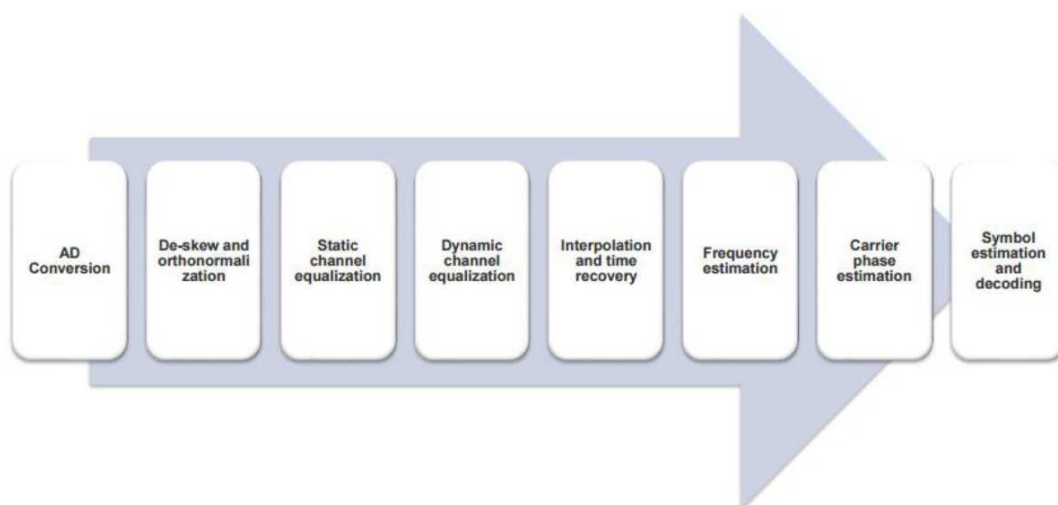 AD
Conversion
De-skew and
orthonormali
zation
Static
channel
equalization
Dynamic
channel
equalization
Interpolation
and time
recovery
Frequency
estimation
Carrier
phase
estimation
Symbol
estimation
and
decoding